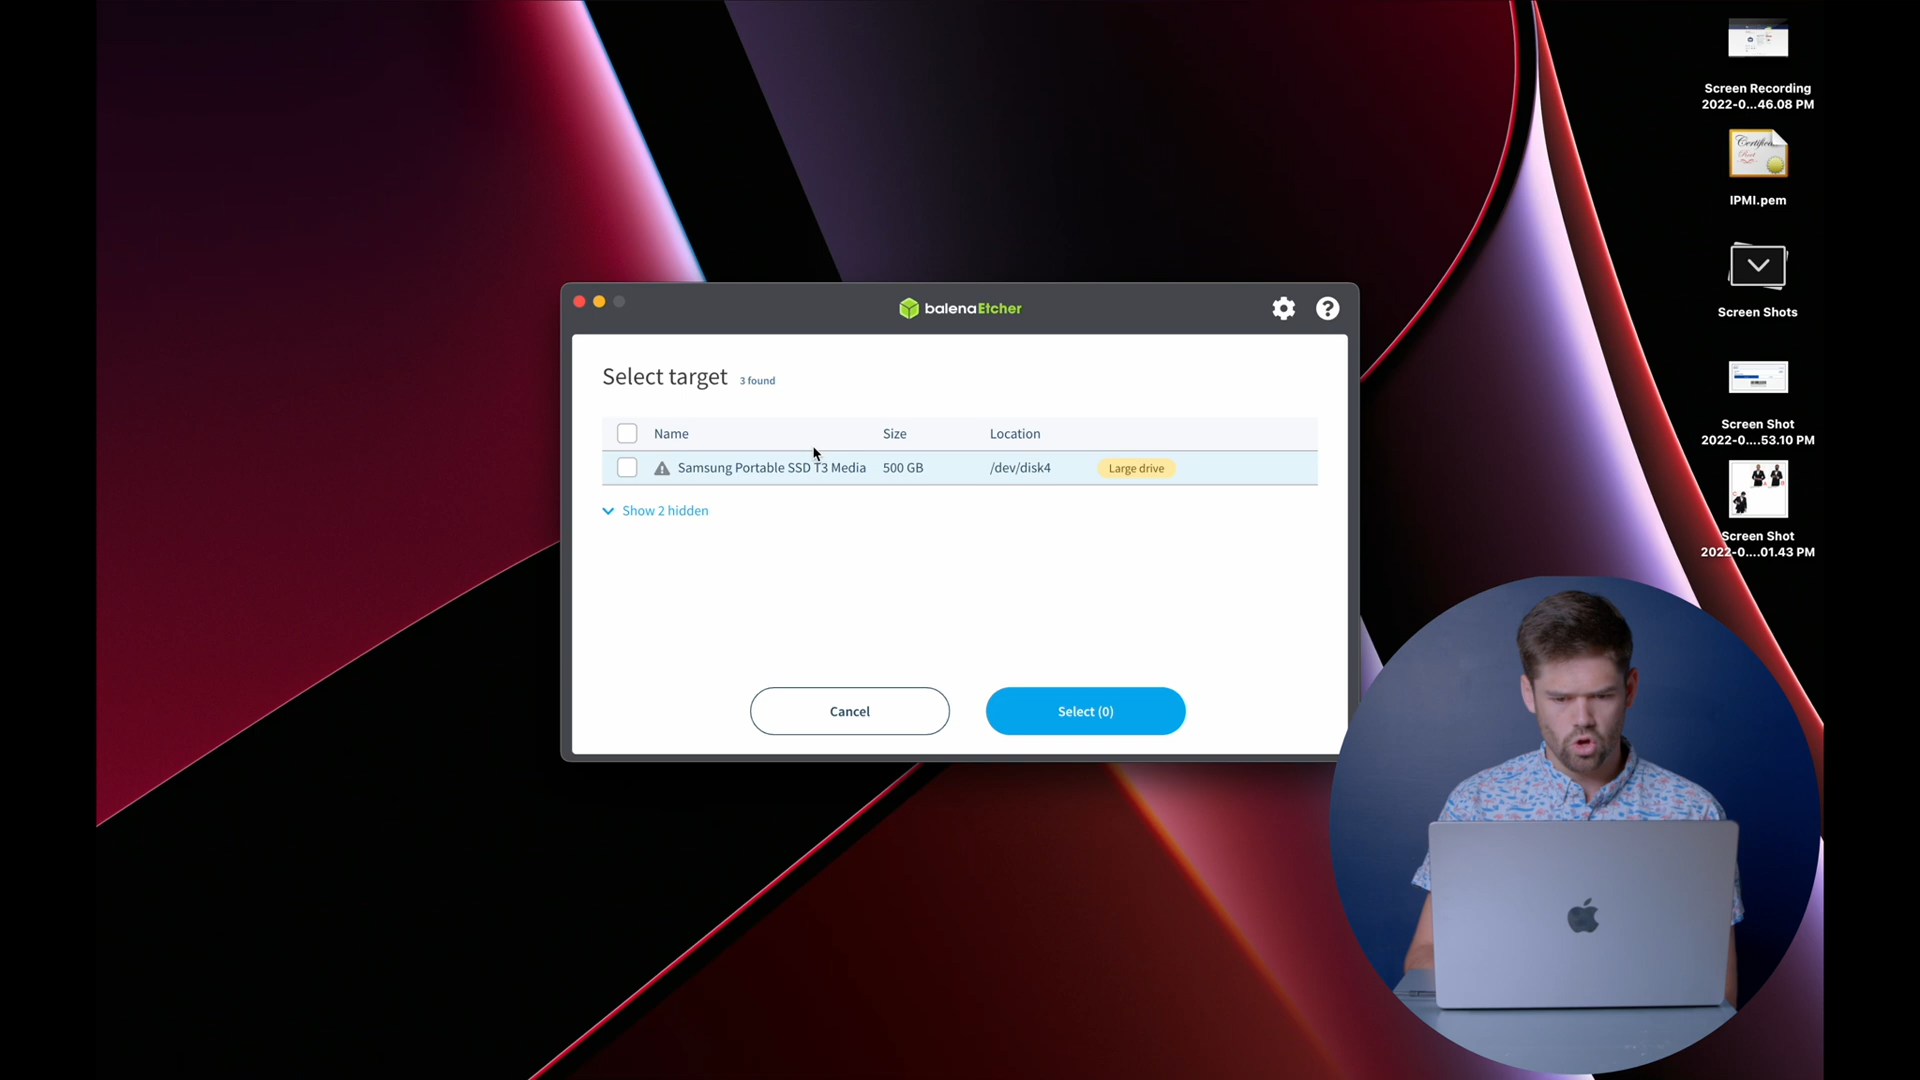 Screen Recording
2022-0...46.08 PM
IPMI.pem
Screen Shots
Screen Shot
2022-0....53.10 PM
Screen Shot
2022-0....01.43 PM
balenaEtcher
Select target 3 found
Name Size Location
Samsung Portable SSD T3 Media 500 GB /dev/disk4 Large drive
Show 2 hidden
Cancel Select (0)